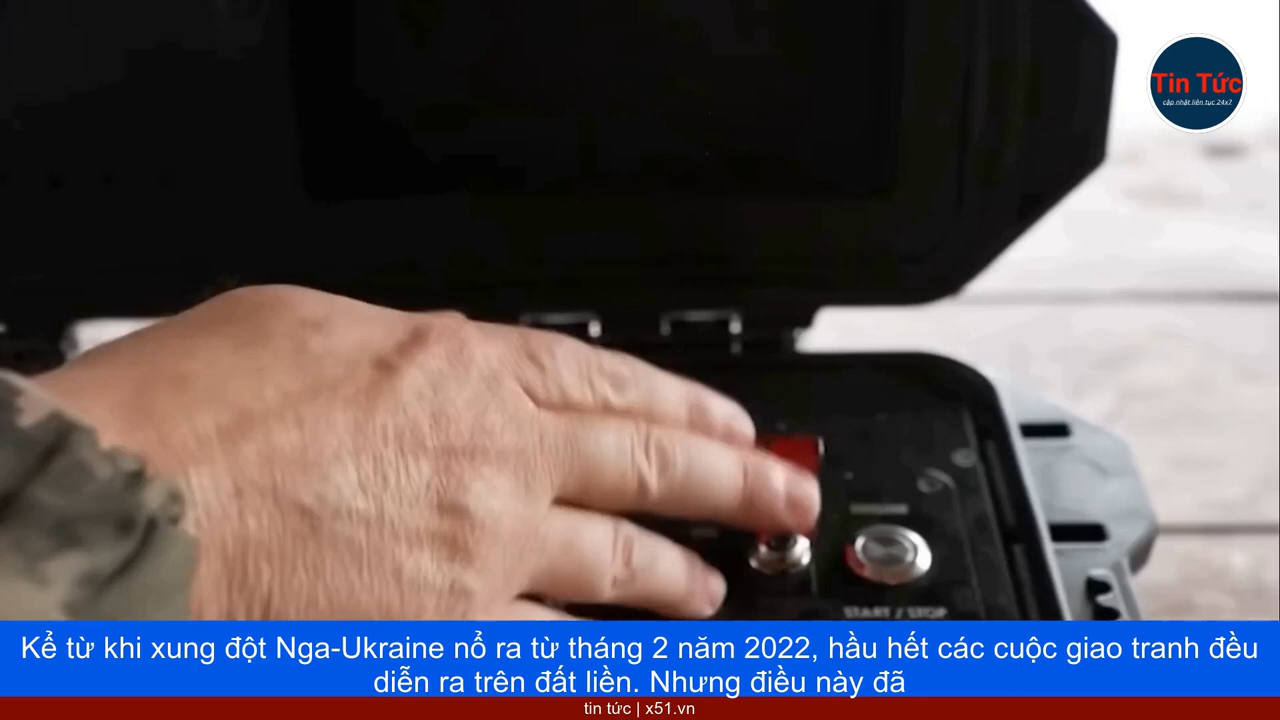 Tin Tức
cập nhật liên tục 24x7
START / STOP
Kể từ khi xung đột Nga-Ukraine nổ ra từ tháng 2 năm 2022, hầu hết các cuộc giao tranh đều
diễn ra trên đất liền. Nhưng điều này đã
tin tức | x51.vn